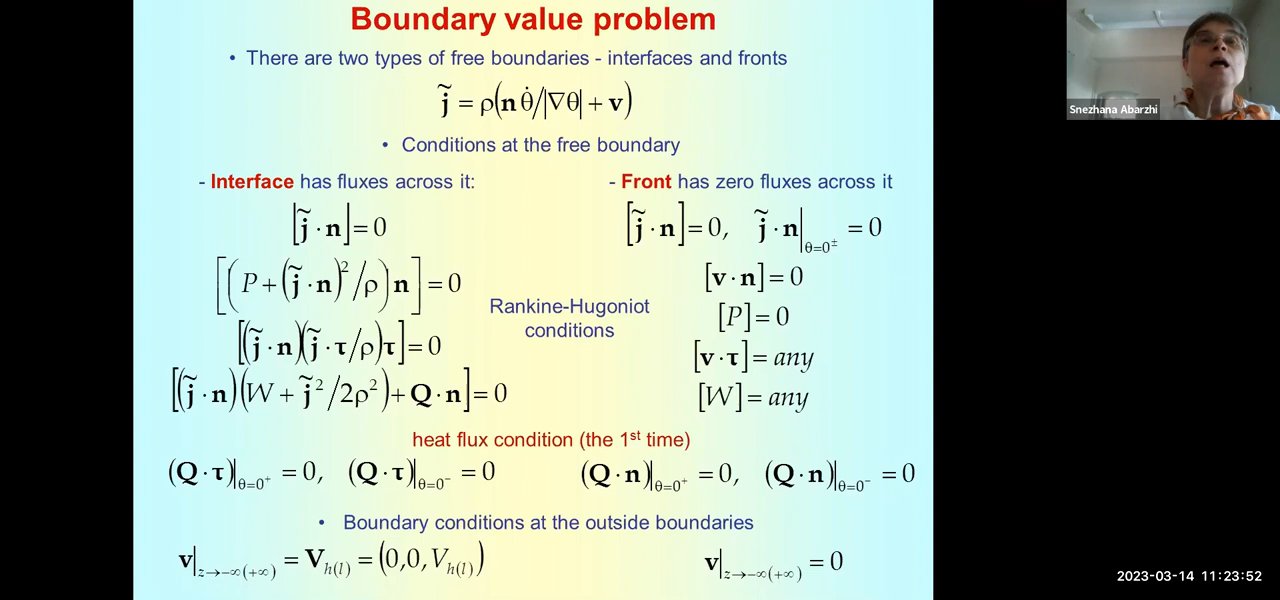 Boundary value problem
• There are two types of free boundaries - interfaces and fronts
j̃ = ρ(n θ̇/|∇θ| + v)
• Conditions at the free boundary
- Interface has fluxes across it:
[j̃ · n] = 0
[(P + (j̃ · n)²/ρ) n] = 0
[(j̃ · n)(j̃ · τ/ρ)τ] = 0
[(j̃ · n)(W + j̃ ²/2ρ²) + Q · n] = 0
Rankine-Hugoniot
conditions
- Front has zero fluxes across it
[j̃ · n] = 0, j̃ · n|θ=0± = 0
[v · n] = 0
[P] = 0
[v · τ] = any
[W] = any
heat flux condition (the 1st time)
(Q · τ)|θ=0⁺ = 0, (Q · τ)|θ=0⁻ = 0
(Q · n)|θ=0⁺ = 0, (Q · n)|θ=0⁻ = 0
• Boundary conditions at the outside boundaries
v|z→−∞(+∞) = Vh(l) = (0,0,Vh(l))
v|z→−∞(+∞) = 0
Snezhana Abarzhi
2023-03-14 11:23:52